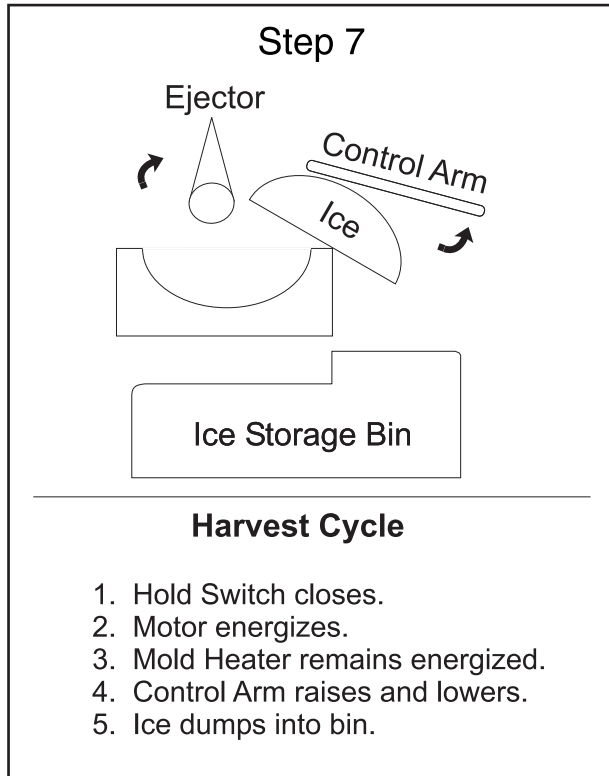 Step 7
Ejector
Control Arm
Ice
Ice Storage Bin
Harvest Cycle
1. Hold Switch closes.
2. Motor energizes.
3. Mold Heater remains energized.
4. Control Arm raises and lowers.
5. Ice dumps into bin.